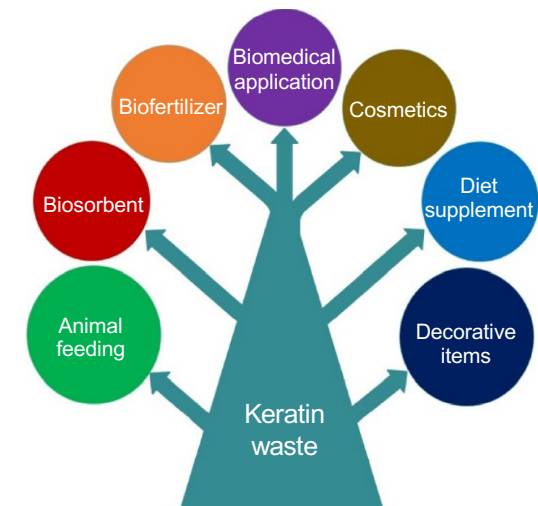 Biomedical
application
Biofertilizer
Cosmetics
Biosorbent
Diet
supplement
Animal
feeding
Decorative
items
Keratin
waste